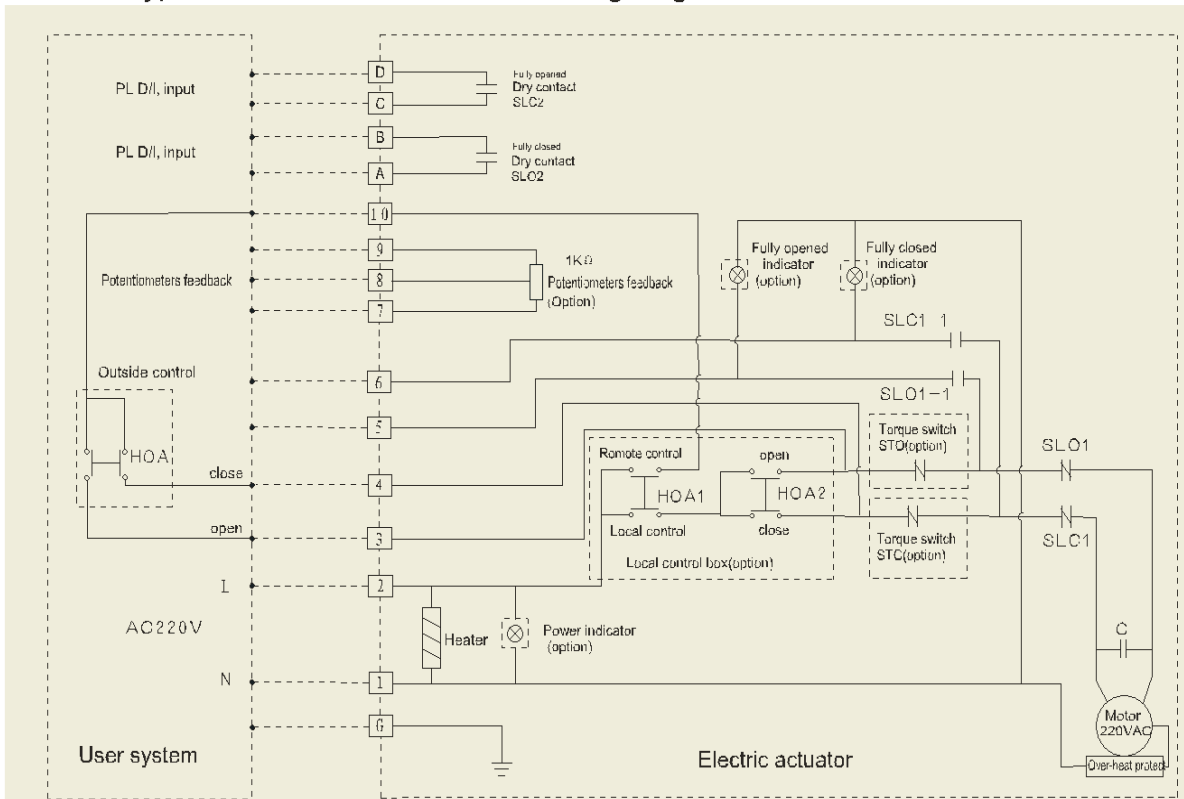 PL D/I, input
D
Fully opened
Dry contact
SLC2
C
PL D/I, input
B
Fully closed
Dry contact
SLO2
A
10
9
1KΩ
Potentiometers feedback
8
Potentiometers feedback
(Option)
7
Fully opened
indicator
(option)
Fully closed
indicator
(option)
SLC1 1
Outside control
6
SLO1-1
5
Torque switch
STO(option)
SLO1
HOA
close
4
Remote control
open
HOA1
HOA2
Local control
close
Torque switch
STC(option)
SLC1
Local control box(option)
open
3
2
AC220V
Heater
Power indicator
(option)
C
N
1
G
Motor
220VAC
Over-heat protect
User system
Electric actuator